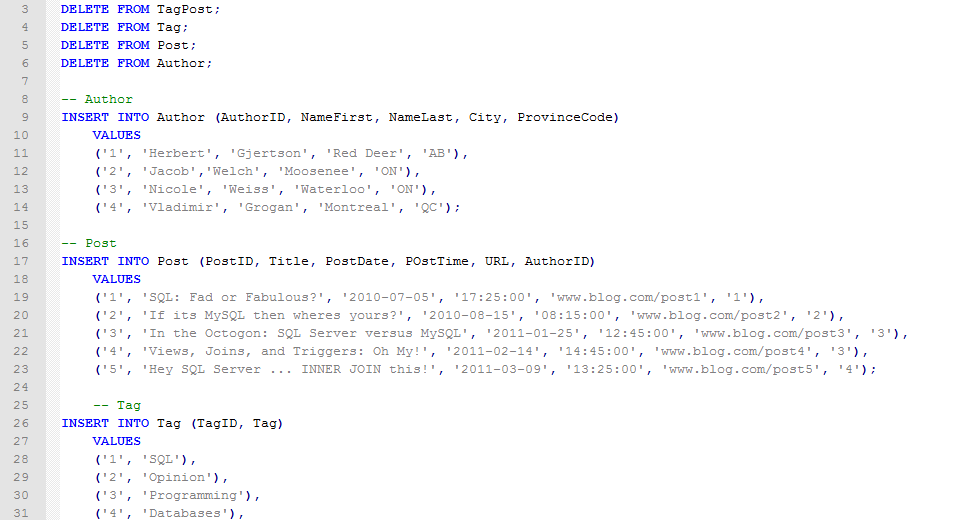 3 DELETE FROM TagPost;
4 DELETE FROM Tag;
5 DELETE FROM Post;
6 DELETE FROM Author;
7
8 -- Author
9 INSERT INTO Author (AuthorID, NameFirst, NameLast, City, ProvinceCode)
10 VALUES
11 ('1', 'Herbert', 'Gjertson', 'Red Deer', 'AB'),
12 ('2', 'Jacob','Welch', 'Moosenee', 'ON'),
13 ('3', 'Nicole', 'Weiss', 'Waterloo', 'ON'),
14 ('4', 'Vladimir', 'Grogan', 'Montreal', 'QC');
15
16 -- Post
17 INSERT INTO Post (PostID, Title, PostDate, POstTime, URL, AuthorID)
18 VALUES
19 ('1', 'SQL: Fad or Fabulous?', '2010-07-05', '17:25:00', 'www.blog.com/post1', '1'),
20 ('2', 'If its MySQL then wheres yours?', '2010-08-15', '08:15:00', 'www.blog.com/post2', '2'),
21 ('3', 'In the Octogon: SQL Server versus MySQL', '2011-01-25', '12:45:00', 'www.blog.com/post3', '3'),
22 ('4', 'Views, Joins, and Triggers: Oh My!', '2011-02-14', '14:45:00', 'www.blog.com/post4', '3'),
23 ('5', 'Hey SQL Server ... INNER JOIN this!', '2011-03-09', '13:25:00', 'www.blog.com/post5', '4');
24
25 -- Tag
26 INSERT INTO Tag (TagID, Tag)
27 VALUES
28 ('1', 'SQL'),
29 ('2', 'Opinion'),
30 ('3', 'Programming'),
31 ('4', 'Databases'),